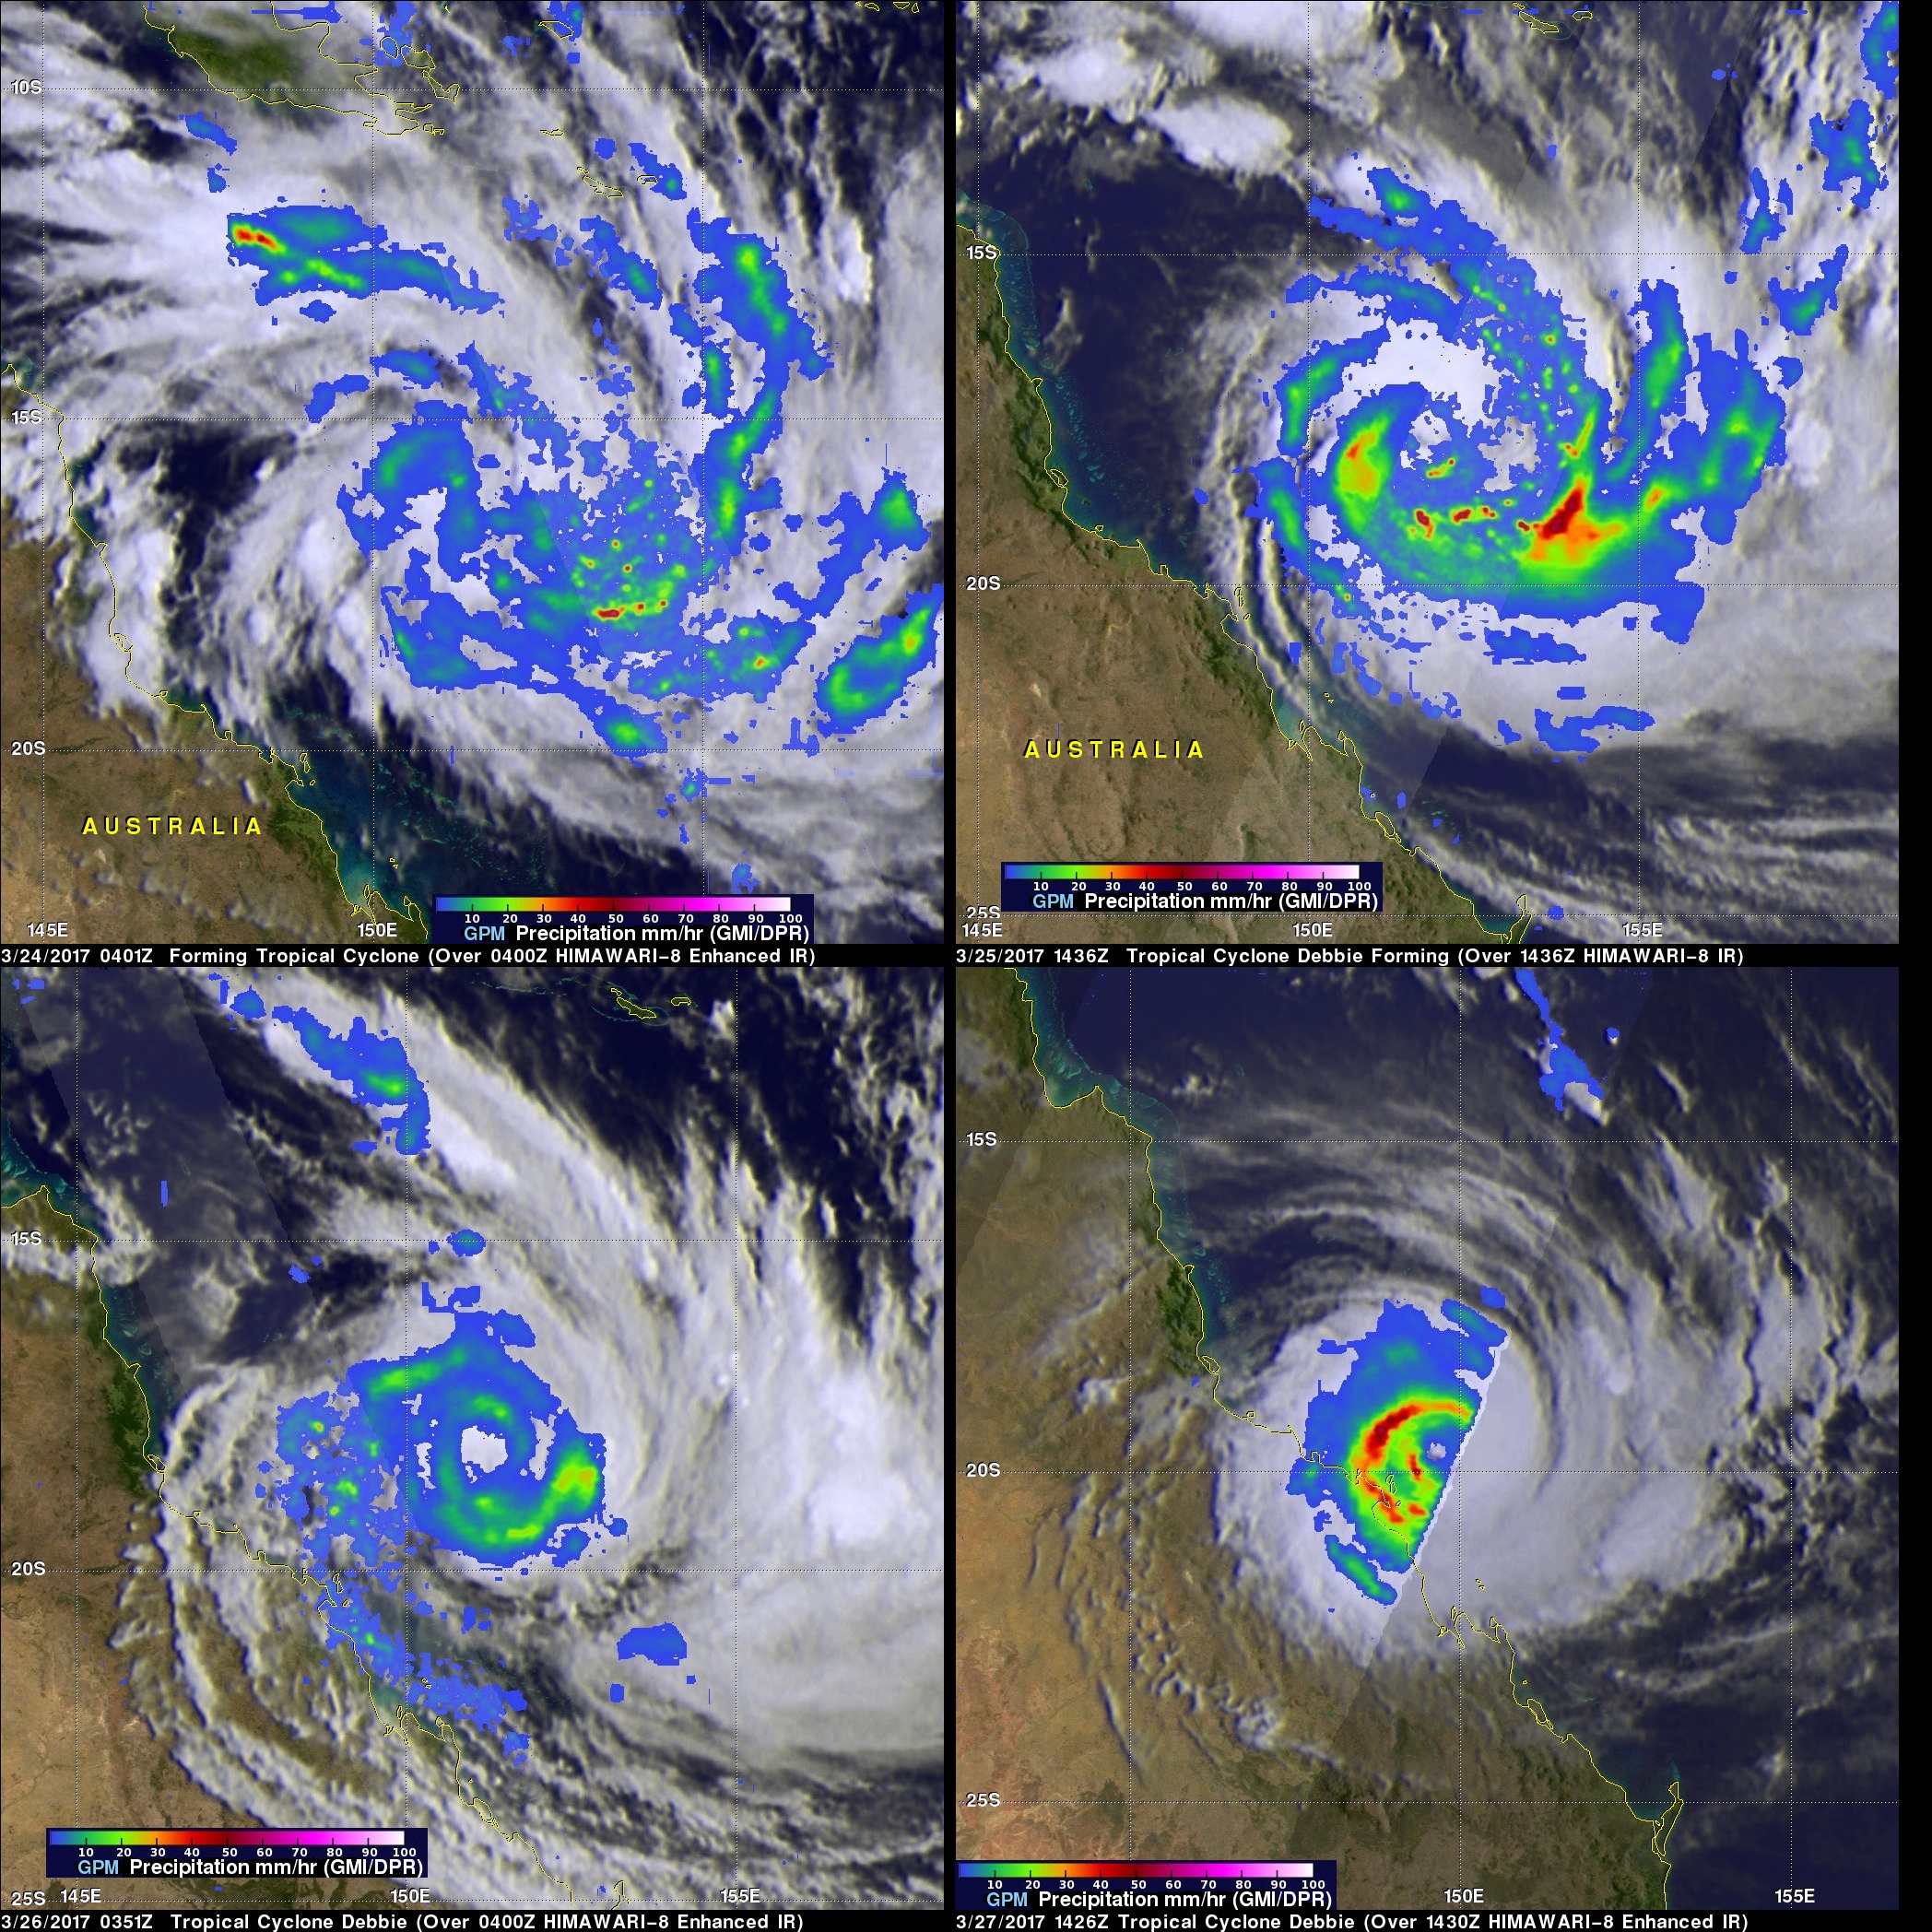 10S
15S
20S
AUSTRALIA
145E 150E
10 20 30 40 50 60 70 80 90 100
GPM Precipitation mm/hr (GMI/DPR)
3/24/2017 0401Z Forming Tropical Cyclone (Over 0400Z HIMAWARI-8 Enhanced IR)
15S
20S
AUSTRALIA
10 20 30 40 50 60 70 80 90 100
GPM Precipitation mm/hr (GMI/DPR)
25S
145E 150E 155E
3/25/2017 1436Z Tropical Cyclone Debbie Forming (Over 1436Z HIMAWARI-8 IR)
15S
20S
10 20 30 40 50 60 70 80 90 100
GPM Precipitation mm/hr (GMI/DPR)
25S 145E 150E 155E
3/26/2017 0351Z Tropical Cyclone Debbie (Over 0400Z HIMAWARI-8 Enhanced IR)
15S
20S
25S
10 20 30 40 50 60 70 80 90 100
GPM Precipitation mm/hr (GMI/DPR)
150E 155E
3/27/2017 1426Z Tropical Cyclone Debbie (Over 1430Z HIMAWARI-8 Enhanced IR)